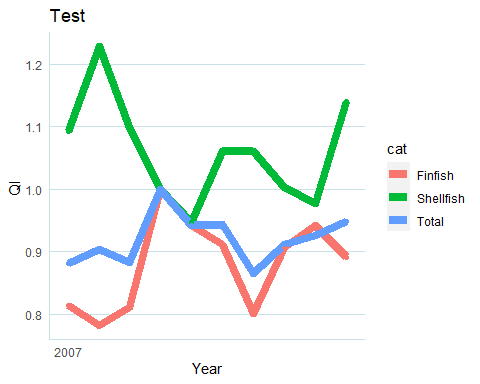 Test
1.2
1.1
1.0
0.9
0.8
QI
2007
Year
cat
Finfish
Shellfish
Total